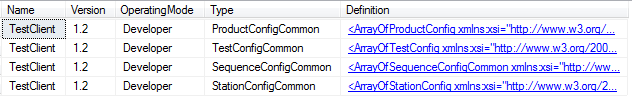 Name Version OperatingMode Type Definition
TestClient 1.2 Developer ProductConfigCommon <ArrayOfProductConfig xmlns:xsi="http://www.w3.org/...
TestClient 1.2 Developer TestConfigCommon <ArrayOfTestConfig xmlns:xsi="http://www.w3.org/200...
TestClient 1.2 Developer SequenceConfigCommon <ArrayOfSequenceConfigCommon xmlns:xsi="http://ww...
TestClient 1.2 Developer StationConfigCommon <ArrayOfStationConfig xmlns:xsi="http://www.w3.org/2...